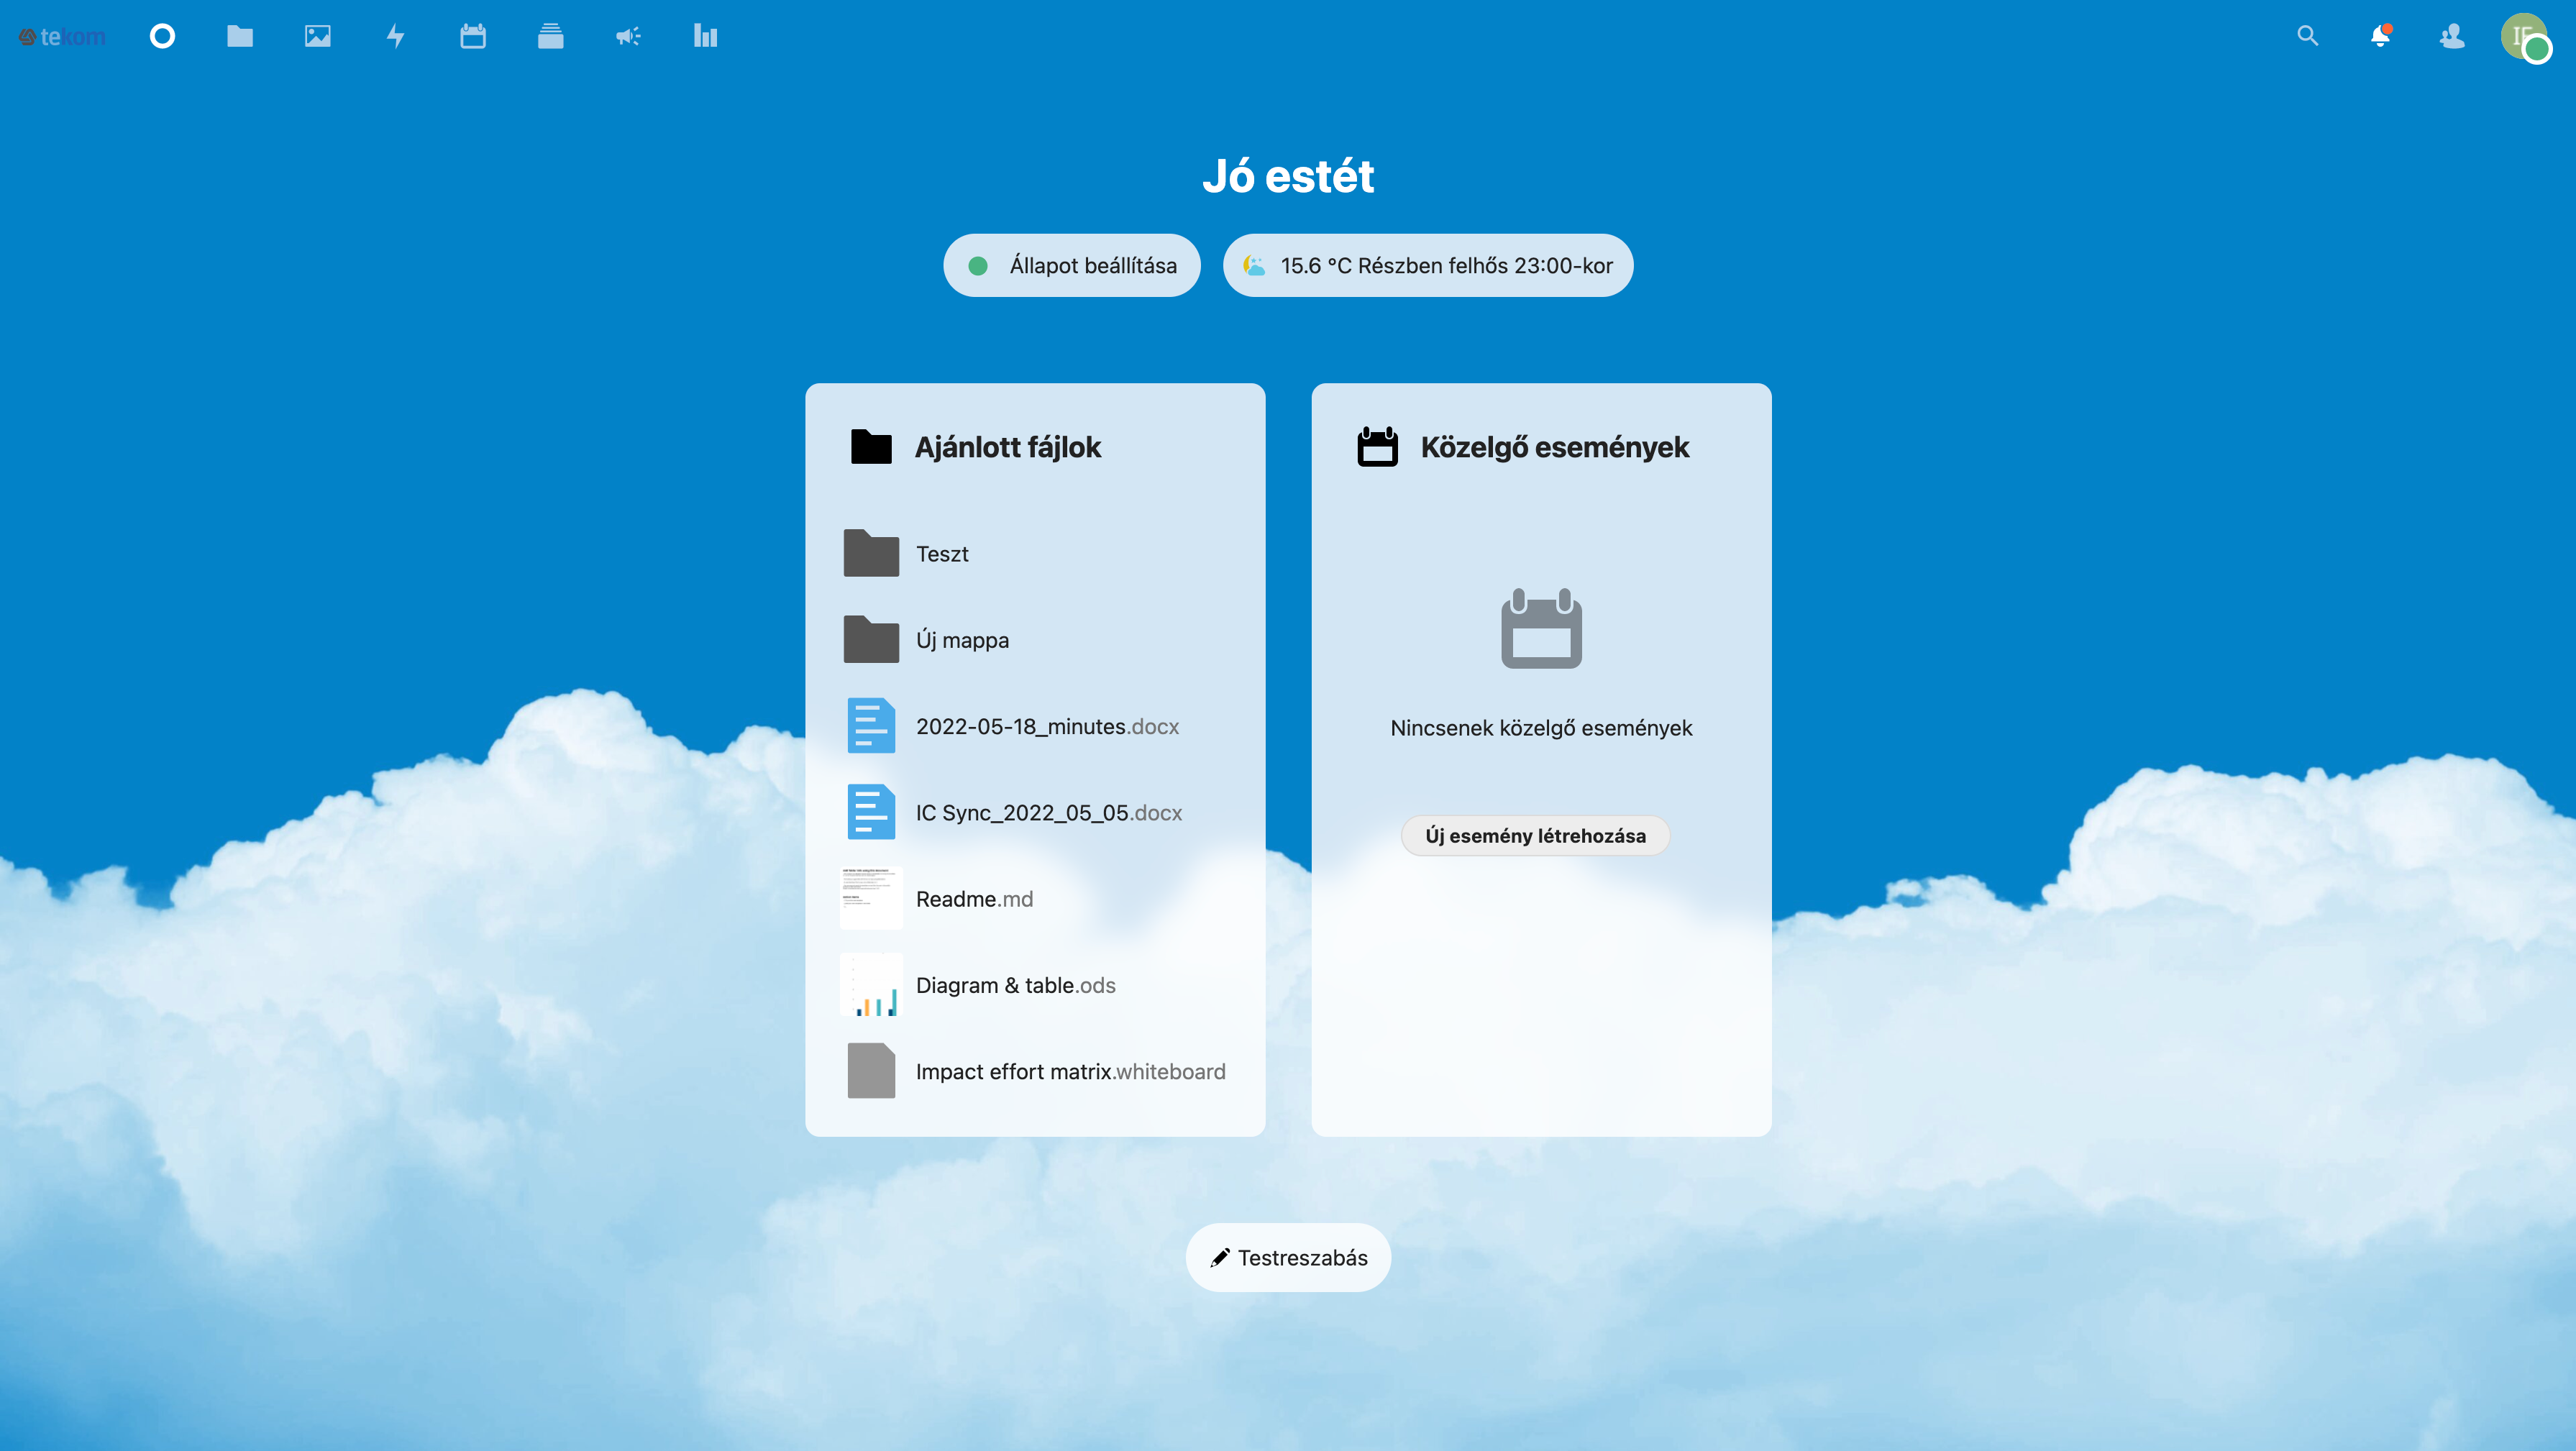 tekom
Jó estét
Állapot beállítása
15.6 °C Részben felhős 23:00-kor
Ajánlott fájlok
Teszt
Új mappa
2022-05-18_minutes.docx
IC Sync_2022_05_05.docx
Readme.md
Diagram & table.ods
Impact effort matrix.whiteboard
Közelgő események
Nincsenek közelgő események
Új esemény létrehozása
Testreszabás